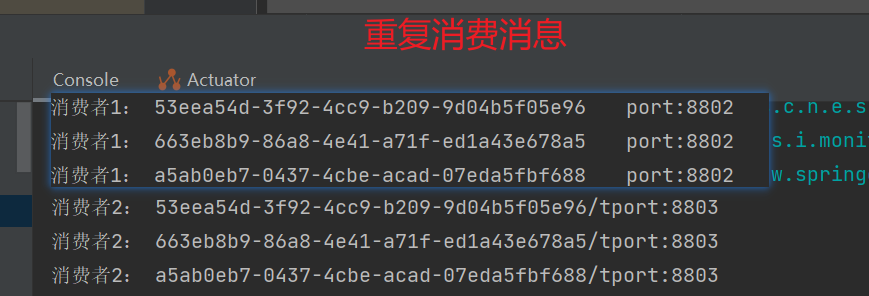 重复消费消息
Console Actuator
消费者1： 53eea54d-3f92-4cc9-b209-9d04b5f05e96 port:8802 .c.n.e.s
消费者1： 663eb8b9-86a8-4e41-a71f-ed1a43e678a5 port:8802 s.i.monit
消费者1： a5ab0eb7-0437-4cbe-acad-07eda5fbf688 port:8802 w.spring
消费者2： 53eea54d-3f92-4cc9-b209-9d04b5f05e96/tport:8803
消费者2： 663eb8b9-86a8-4e41-a71f-ed1a43e678a5/tport:8803
消费者2： a5ab0eb7-0437-4cbe-acad-07eda5fbf688/tport:8803